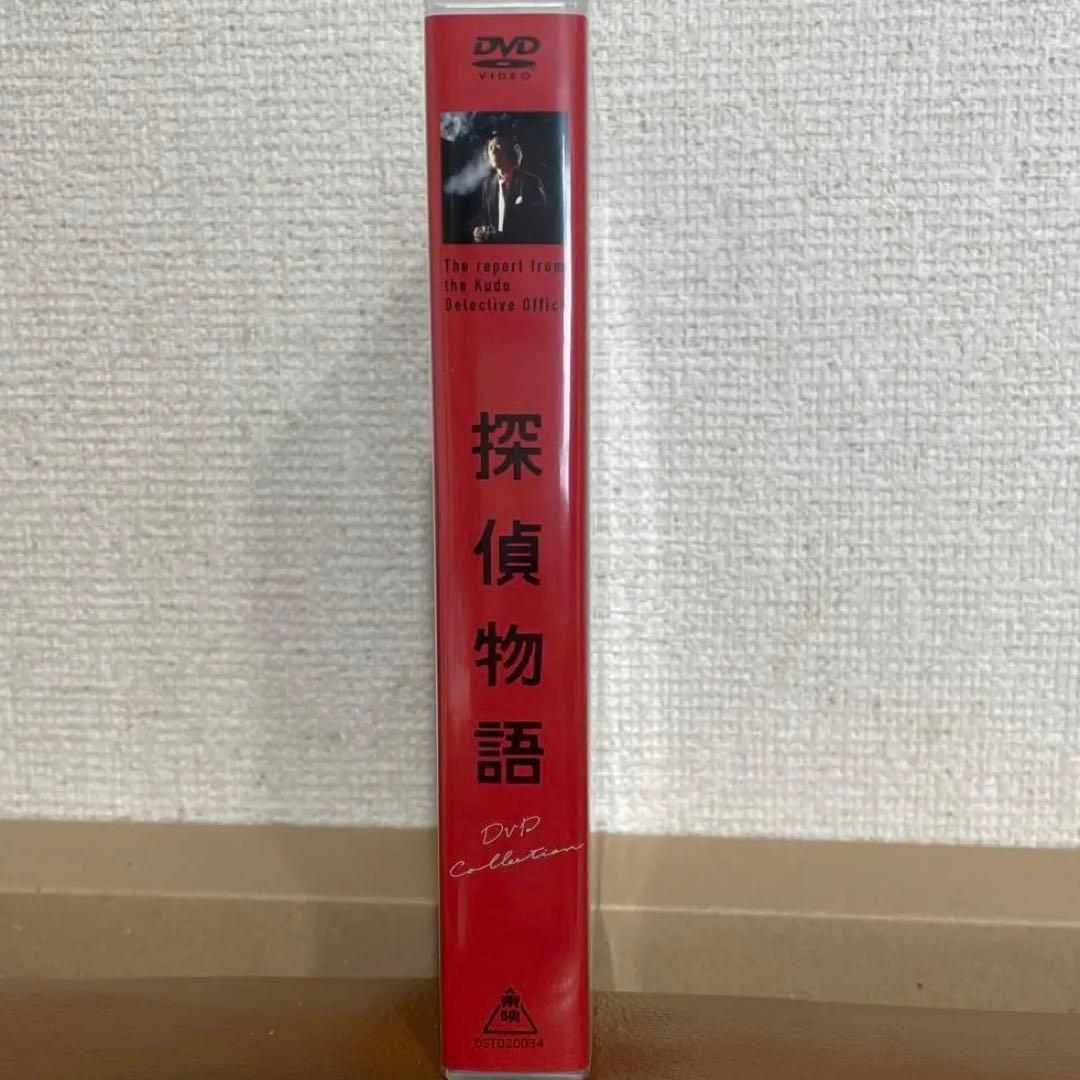 DVD
VIDEO
The report from
the Kudo
Detective Office
探偵物語
DVD
Collection
東映
DSTD20034